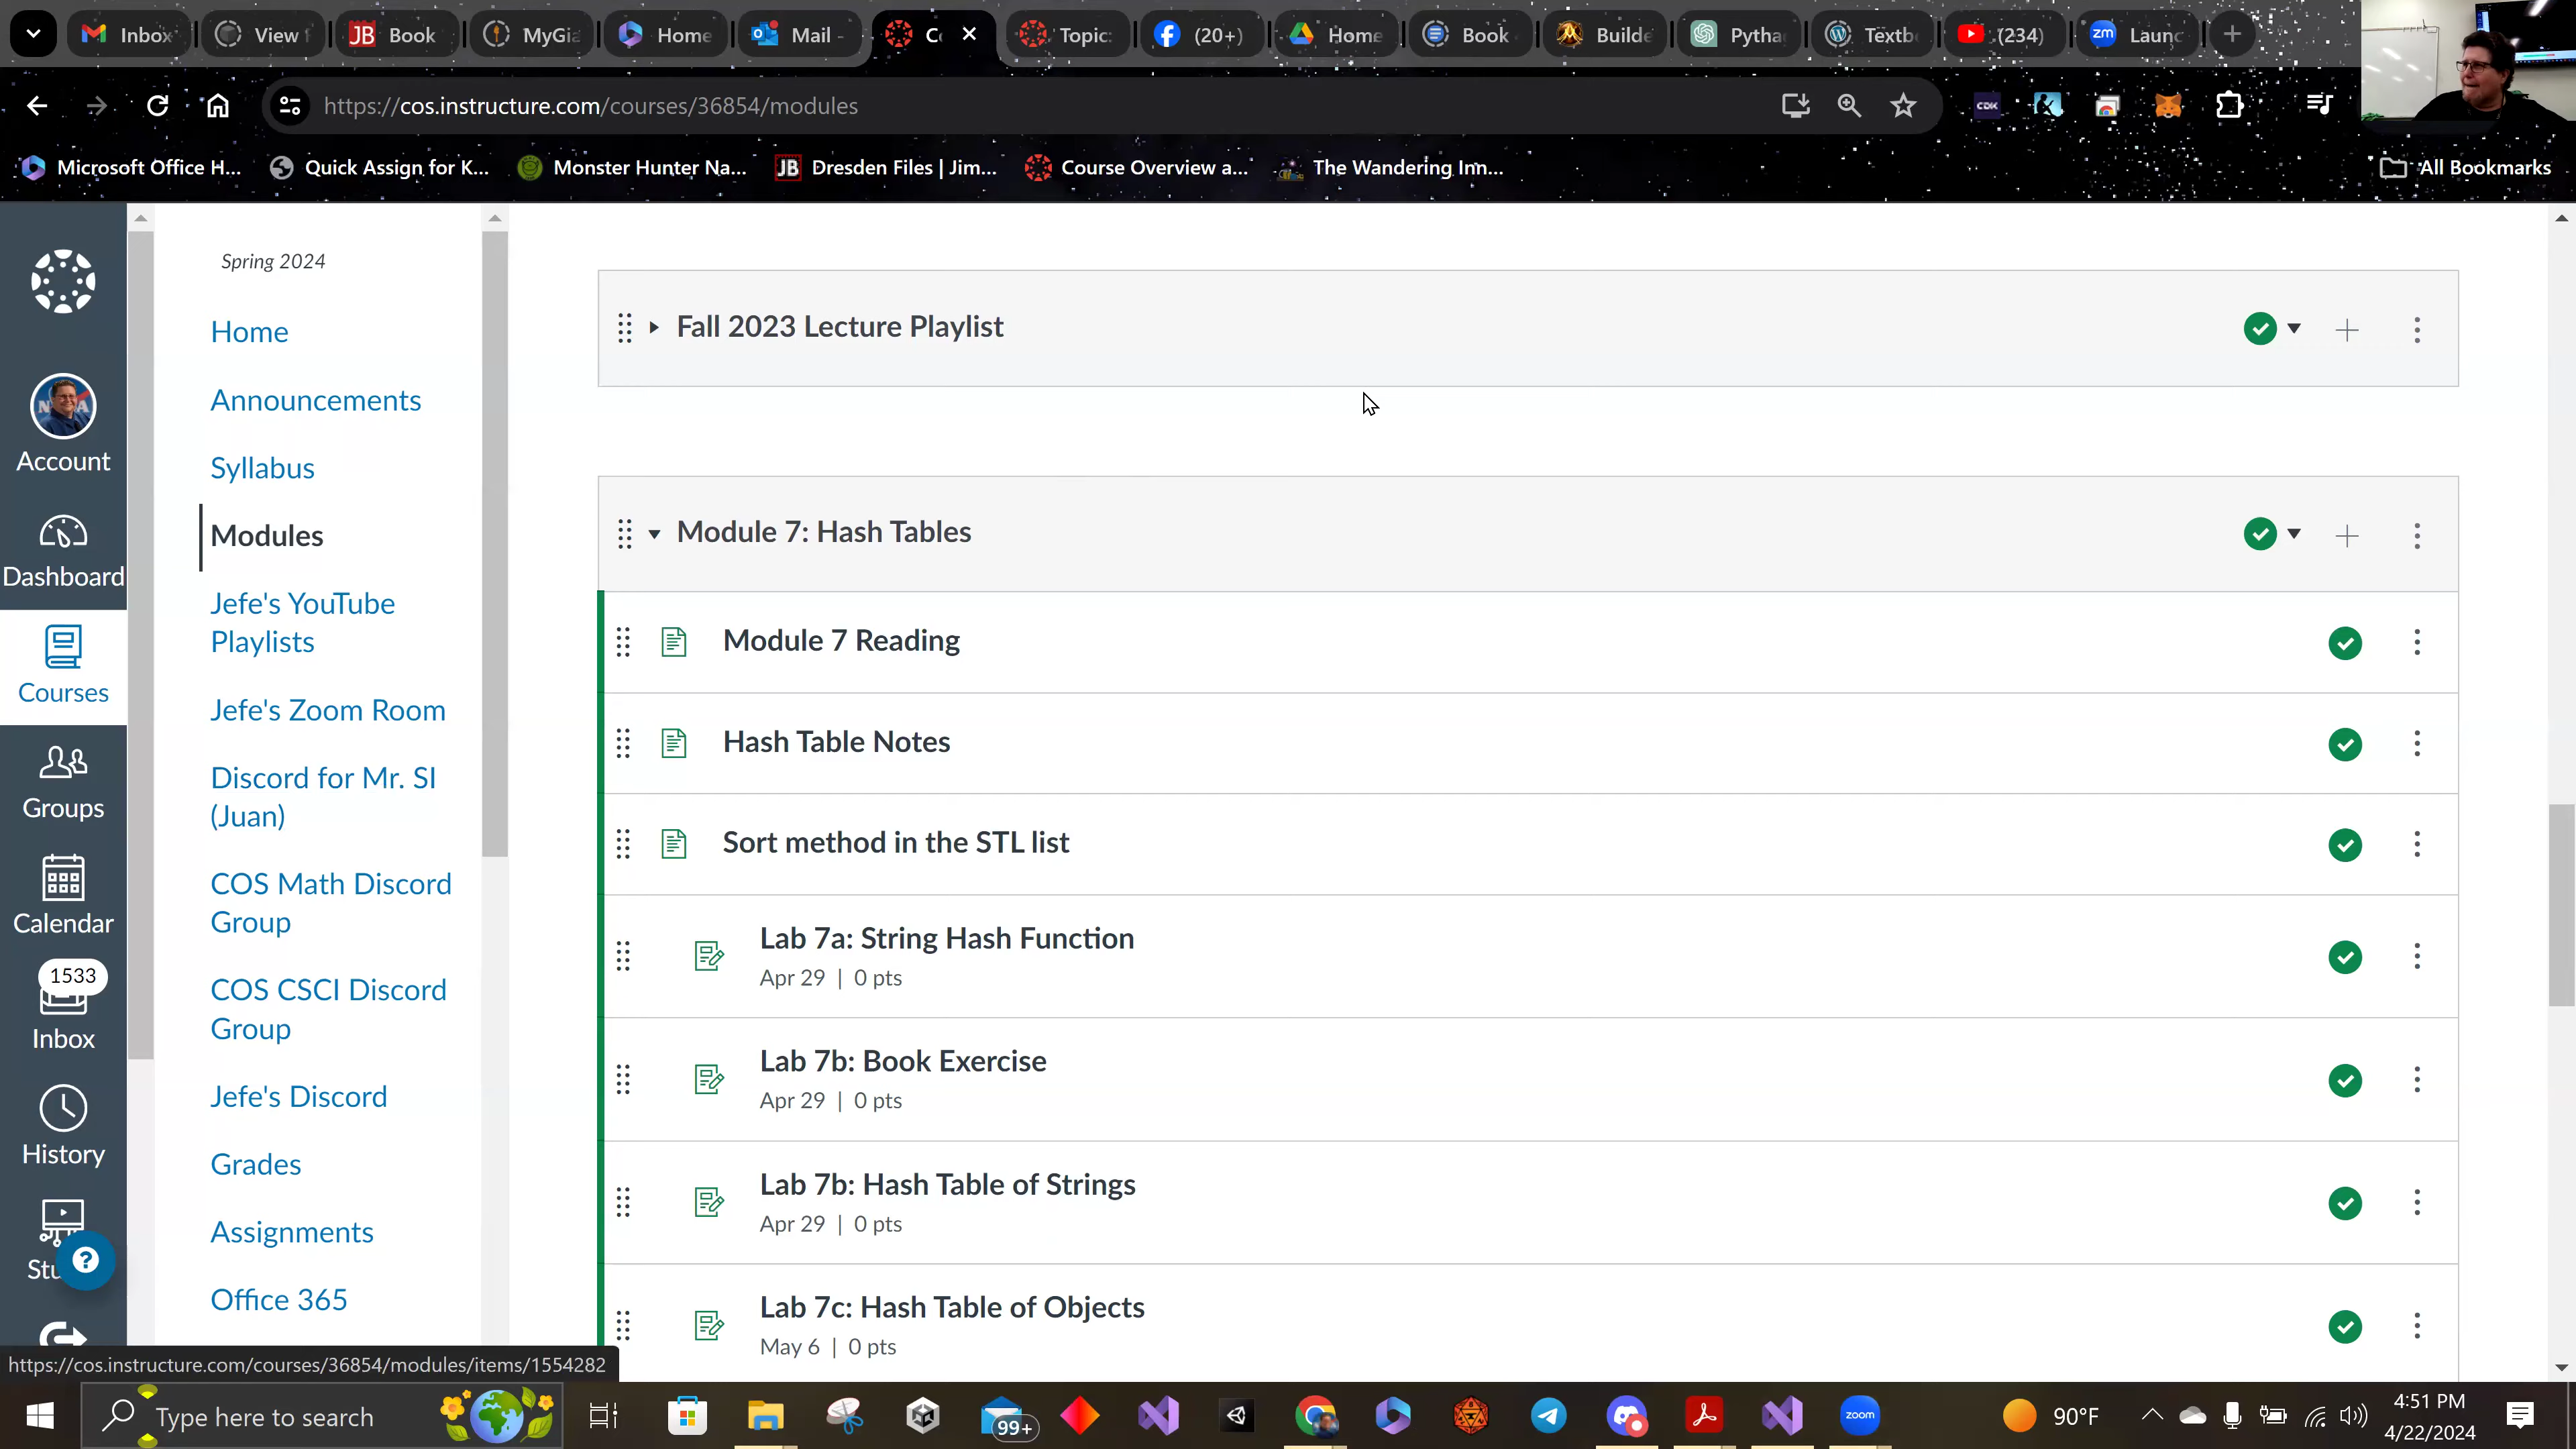 Inbox
View f
JB Book
MyGia
Home
Mail -
Co
Topic:
(20+)
Home
Book
Builde
Pytha
Textb
(234)
zm Launc
https://cos.instructure.com/courses/36854/modules
CDK
Microsoft Office H...
Quick Assign for K...
Monster Hunter Na...
JB Dresden Files | Jim...
Course Overview a...
The Wandering Inn...
All Bookmarks
Account
Dashboard
Courses
Groups
Calendar
1533
Inbox
History
Stu
?
Spring 2024
Home
Announcements
Syllabus
Modules
Jefe's YouTube
Playlists
Jefe's Zoom Room
Discord for Mr. SI
(Juan)
COS Math Discord
Group
COS CSCI Discord
Group
Jefe's Discord
Grades
Assignments
Office 365
Fall 2023 Lecture Playlist
Module 7: Hash Tables
Module 7 Reading
Hash Table Notes
Sort method in the STL list
Lab 7a: String Hash Function
Apr 29 | 0 pts
Lab 7b: Book Exercise
Apr 29 | 0 pts
Lab 7b: Hash Table of Strings
Apr 29 | 0 pts
Lab 7c: Hash Table of Objects
May 6 | 0 pts
https://cos.instructure.com/courses/36854/modules/items/1554282
Type here to search
99+
zoom
90°F
4:51 PM
4/22/2024